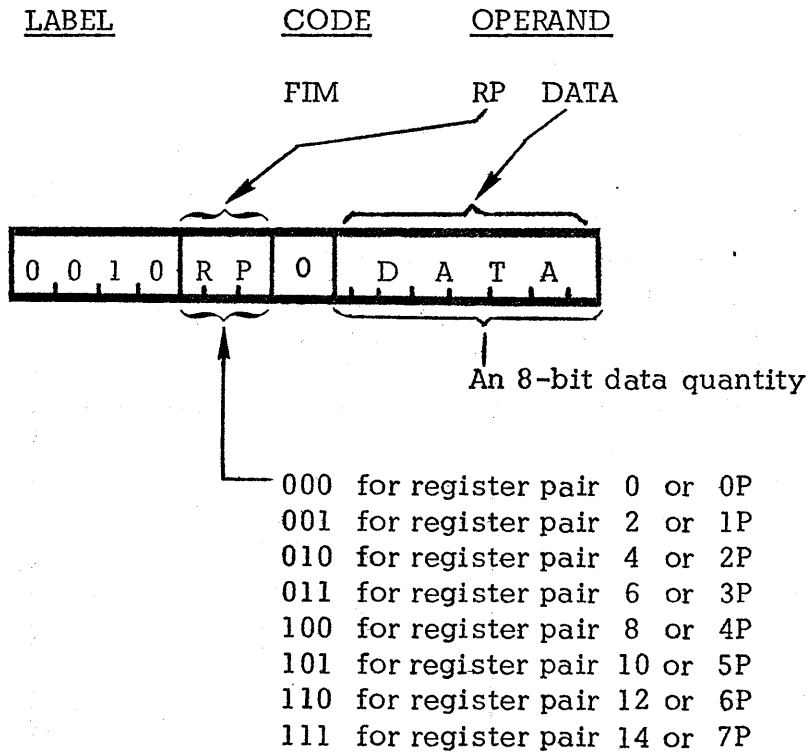 LABEL CODE OPERAND
FIM RP DATA
0 0 1 0 R P 0 D A T A
An 8-bit data quantity
000 for register pair 0 or 0P
001 for register pair 2 or 1P
010 for register pair 4 or 2P
011 for register pair 6 or 3P
100 for register pair 8 or 4P
101 for register pair 10 or 5P
110 for register pair 12 or 6P
111 for register pair 14 or 7P